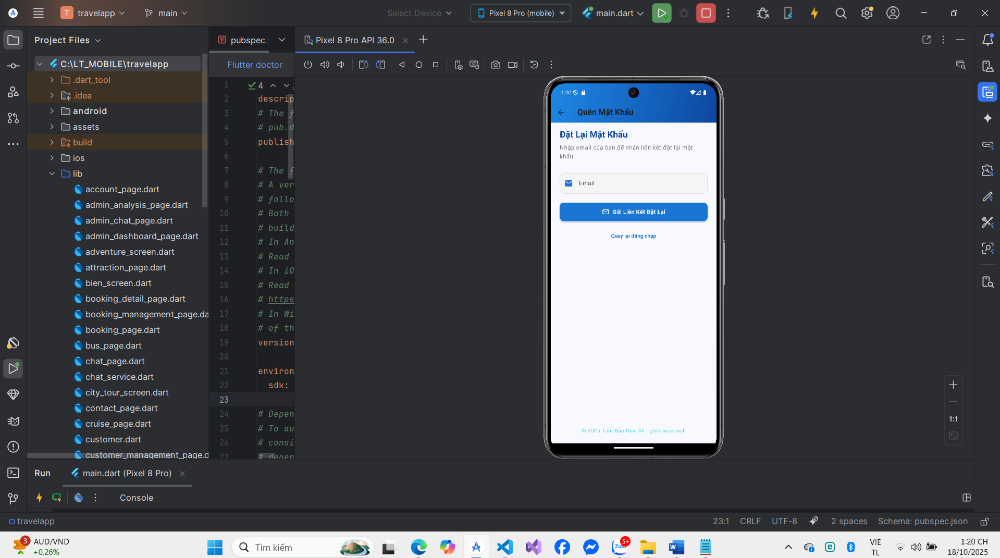 T travelapp
main
Select Device
Pixel 8 Pro (mobile)
main.dart
Project Files
pubspec.
Pixel 8 Pro API 36.0
C:\LT_MOBILE\travelapp
.dart_tool
.idea
android
assets
build
ios
lib
account_page.dart
admin_analysis_page.dart
admin_chat_page.dart
admin_dashboard_page.dart
adventure_screen.dart
attraction_page.dart
bien_screen.dart
booking_detail_page.dart
booking_management_page.da
booking_page.dart
bus_page.dart
chat_page.dart
chat_service.dart
city_tour_screen.dart
contact_page.dart
cruise_page.dart
customer.dart
customer_management_page.d
Flutter doctor
4
1
2 descrip
3 # The f
4 # pub.d
5 publish
6
7 # The f
8 # A ver
9 # follo
10 # Both
11 # build
12 # In An
13 # Read
14 # In iO
15 # Read
16 # https
17 # In Wi
18 # of th
19 version
20
21 environ
22 sdk:
23
24 # Depen
25 # To au
26 # consi
27 # depen
1:20
Quên Mật Khẩu
Đặt Lại Mật Khẩu
Nhập email của bạn để nhận liên kết đặt lại mật
khẩu.
Email
Gửi Liên Kết Đặt Lại
Quay lại đăng nhập
© 2025 Trần Bảo Duy. All rights reserved.
1:1
Run
main.dart (Pixel 8 Pro)
Console
travelapp
23:1 CRLF UTF-8 2 spaces Schema: pubspec.json
3
AUD/VND
+0,26%
Tìm kiếm
Zalo
5+
VIE
TL
1:20 CH
18/10/2025